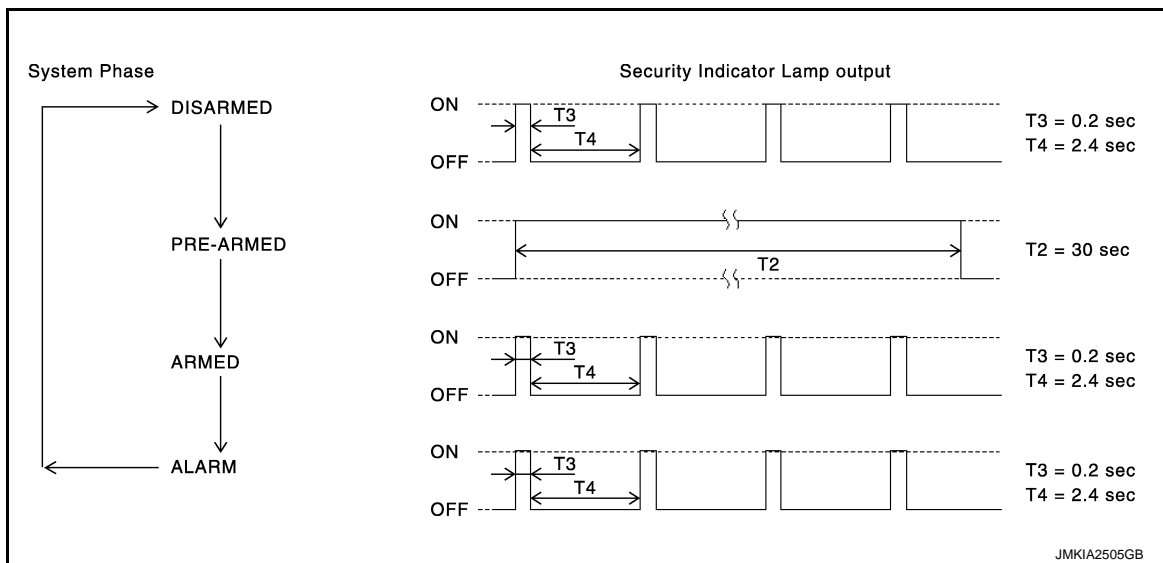 System Phase
Security Indicator Lamp output
DISARMED
ON
OFF
T3
T4
T3 = 0.2 sec
T4 = 2.4 sec
PRE-ARMED
ON
OFF
T2
T2 = 30 sec
ARMED
ON
OFF
T3
T4
T3 = 0.2 sec
T4 = 2.4 sec
ALARM
ON
OFF
T3
T4
T3 = 0.2 sec
T4 = 2.4 sec
JMKIA2505GB